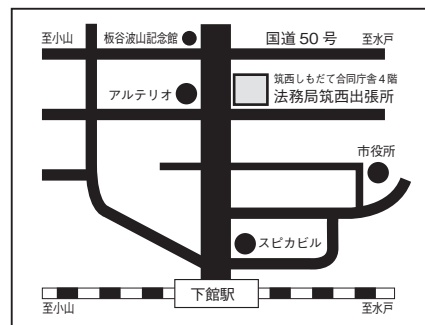 至小山
板谷波山記念館
国道50号
至水戸
アルテリオ
筑西しもだて合同庁舎4階
法務局筑西出張所
市役所
スピカビル
下館駅
至小山
至水戸